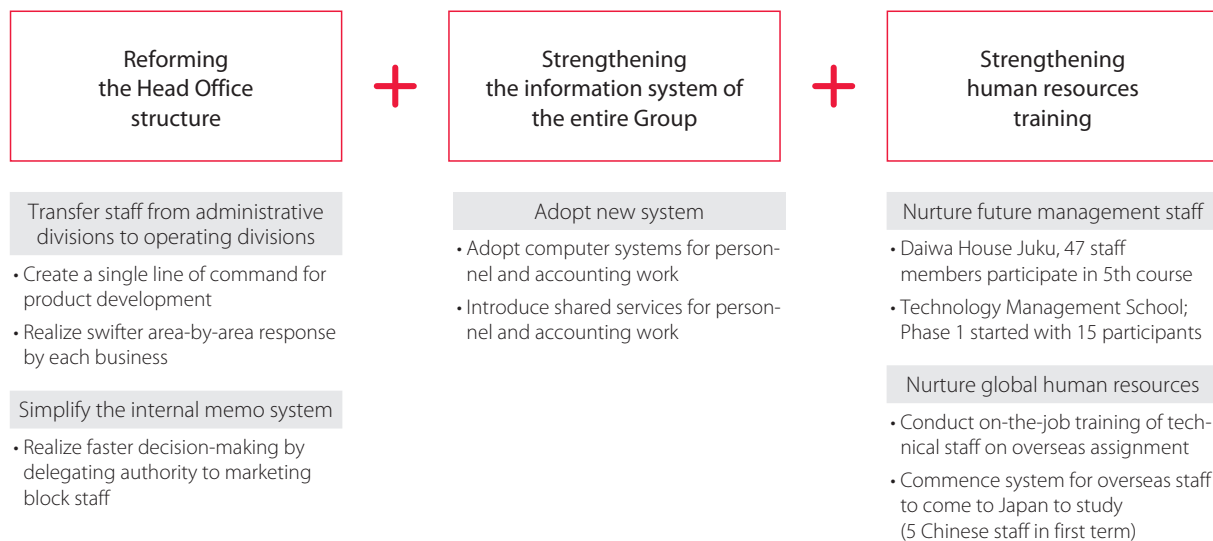 Reforming
the Head Office
structure
+
Strengthening
the information system of
the entire Group
+
Strengthening
human resources
training
Transfer staff from administrative
divisions to operating divisions
• Create a single line of command for
product development
• Realize swifter area-by-area response
by each business
Simplify the internal memo system
• Realize faster decision-making by
delegating authority to marketing
block staff
Adopt new system
• Adopt computer systems for person-
nel and accounting work
• Introduce shared services for person-
nel and accounting work
Nurture future management staff
• Daiwa House Juku, 47 staff
members participate in 5th course
• Technology Management School;
Phase 1 started with 15 participants
Nurture global human resources
• Conduct on-the-job training of tech-
nical staff on overseas assignment
• Commence system for overseas staff
to come to Japan to study
(5 Chinese staff in first term)